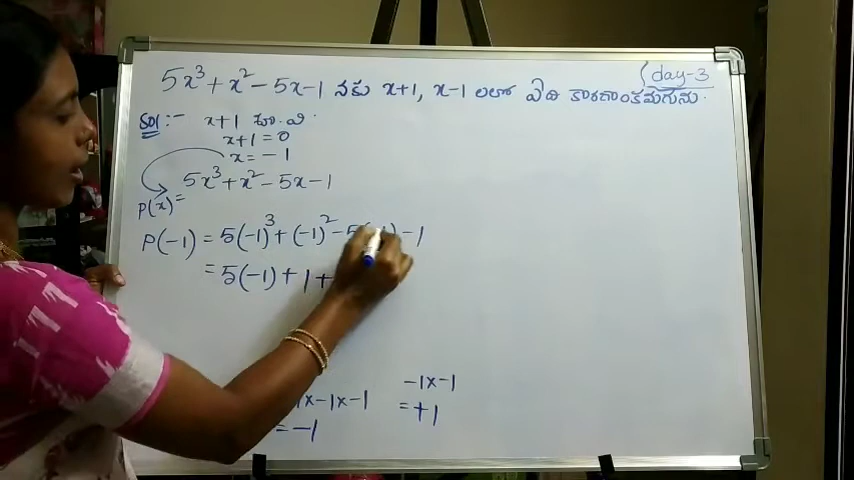 day-3
5x³ + x² - 5x - 1 నకు x+1, x-1 లలో ఏది కారణాంకమగును.
x+1
x+1 = 0
x = -1
P(x) = 5x³ + x² - 5x - 1
P(-1) = 5(-1)³ + (-1)² - 5(-1) - 1
= 5(-1) + 1 +
1x-1x-1 -1x-1
= -1 = +1